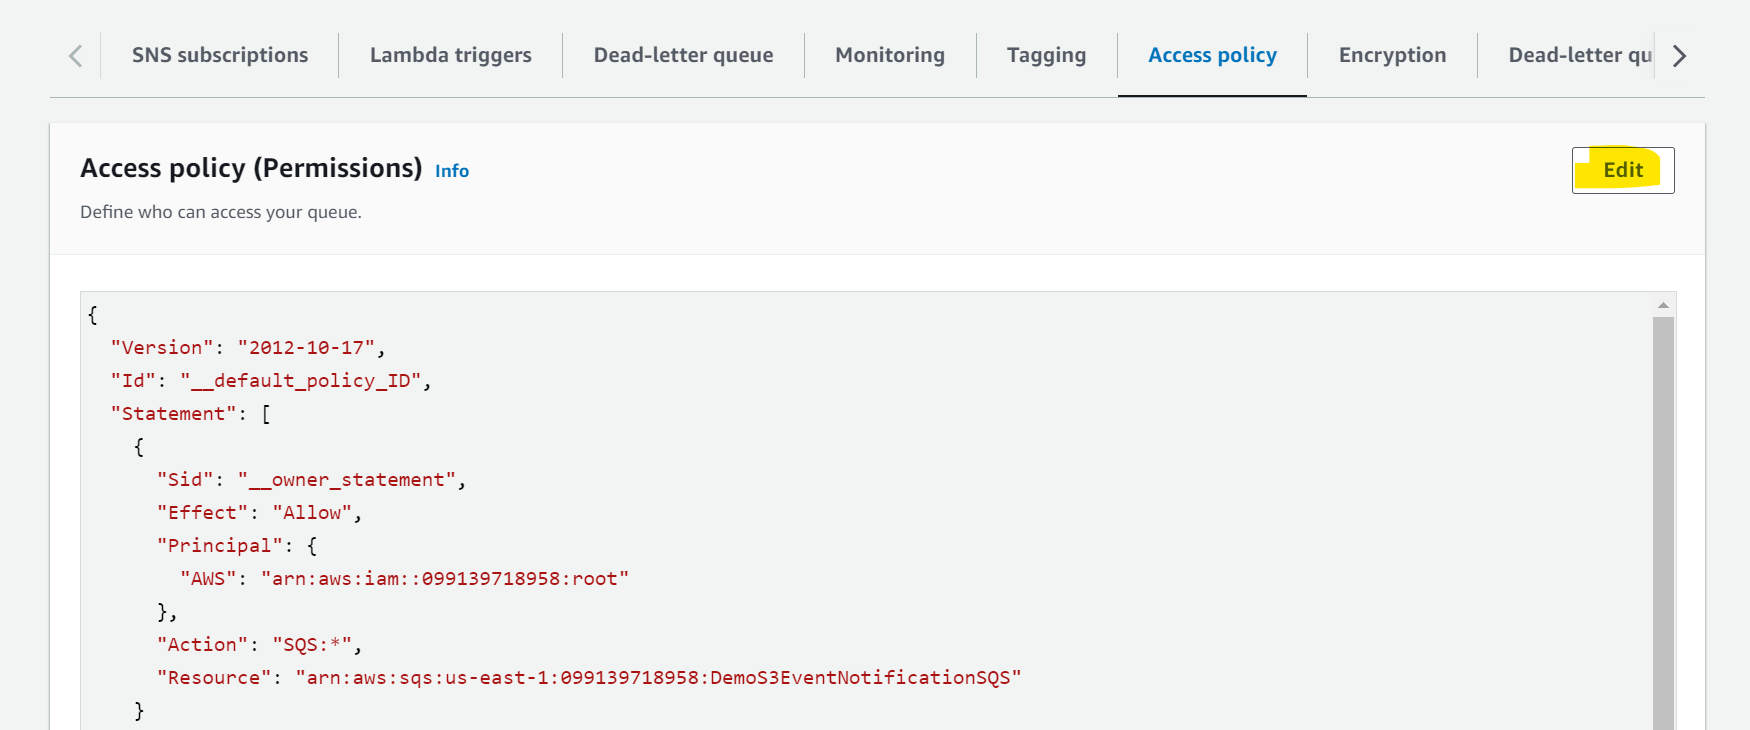 SNS subscriptions Lambda triggers Dead-letter queue Monitoring Tagging Access policy Encryption Dead-letter qu
Access policy (Permissions) Info
Edit
Define who can access your queue.
{
"Version": "2012-10-17",
"Id": "__default_policy_ID",
"Statement": [
{
"Sid": "__owner_statement",
"Effect": "Allow",
"Principal": {
"AWS": "arn:aws:iam::099139718958:root"
},
"Action": "SQS:*",
"Resource": "arn:aws:sqs:us-east-1:099139718958:DemoS3EventNotificationSQS"
}